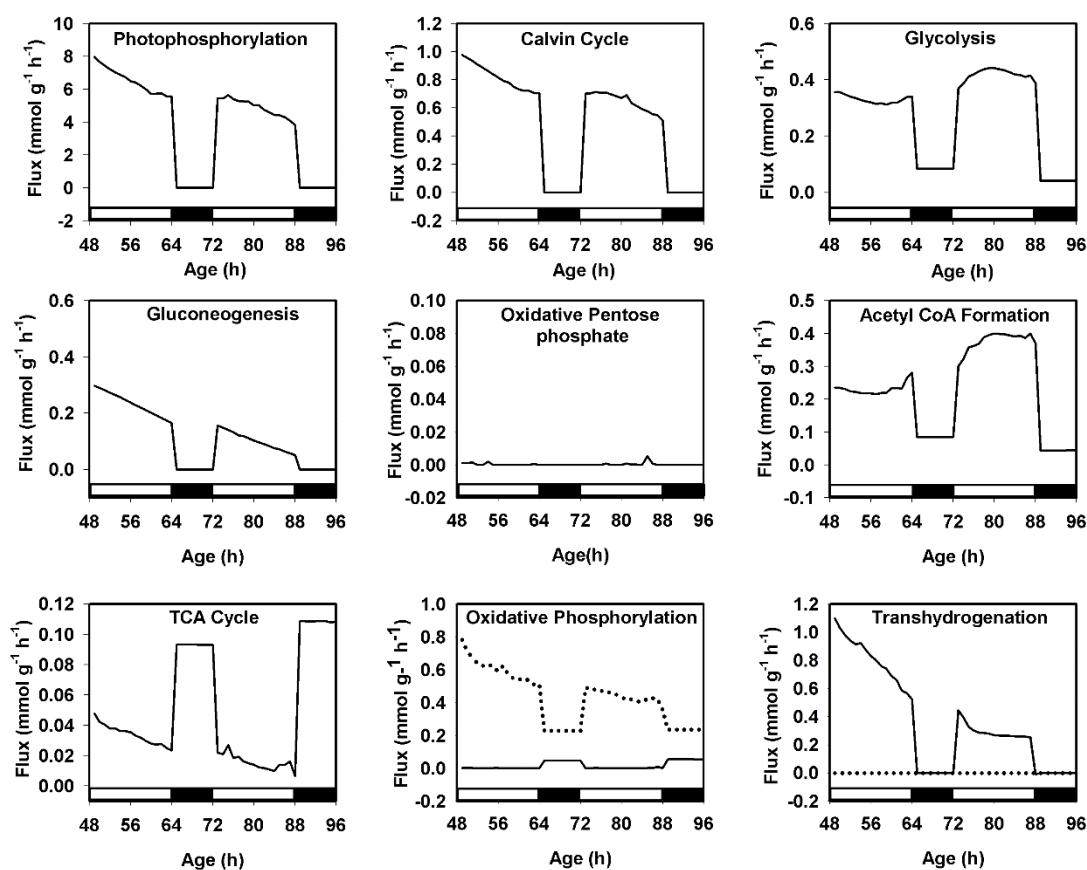 Photophosphorylation
Flux (mmol g⁻¹ h⁻¹)
10
8
6
4
2
0
-2
48 56 64 72 80 88 96
Age (h)
Calvin Cycle
Flux (mmol g⁻¹ h⁻¹)
1.2
1.0
0.8
0.6
0.4
0.2
0.0
-0.2
48 56 64 72 80 88 96
Age (h)
Glycolysis
Flux (mmol g⁻¹ h⁻¹)
0.6
0.4
0.2
0.0
48 56 64 72 80 88 96
Age (h)
Gluconeogenesis
Flux (mmol g⁻¹ h⁻¹)
0.6
0.4
0.2
0.0
48 56 64 72 80 88 96
Age (h)
Oxidative Pentose
phosphate
Flux (mmol g⁻¹ h⁻¹)
0.10
0.08
0.06
0.04
0.02
0.00
-0.02
48 56 64 72 80 88 96
Age(h)
Acetyl CoA Formation
Flux (mmol g⁻¹ h⁻¹)
0.5
0.4
0.3
0.2
0.1
0.0
-0.1
48 56 64 72 80 88 96
Age (h)
TCA Cycle
Flux (mmol g⁻¹ h⁻¹)
0.12
0.10
0.08
0.06
0.04
0.02
0.00
48 56 64 72 80 88 96
Age (h)
Oxidative Phosphorylation
Flux (mmol g-¹ h-¹)
1.0
0.8
0.6
0.4
0.2
0.0
-0.2
48 56 64 72 80 88 96
Age (h)
Transhydrogenation
Flux (mmol g⁻¹ h⁻¹)
1.2
1.0
0.8
0.6
0.4
0.2
0.0
-0.2
48 56 64 72 80 88 96
Age (h)